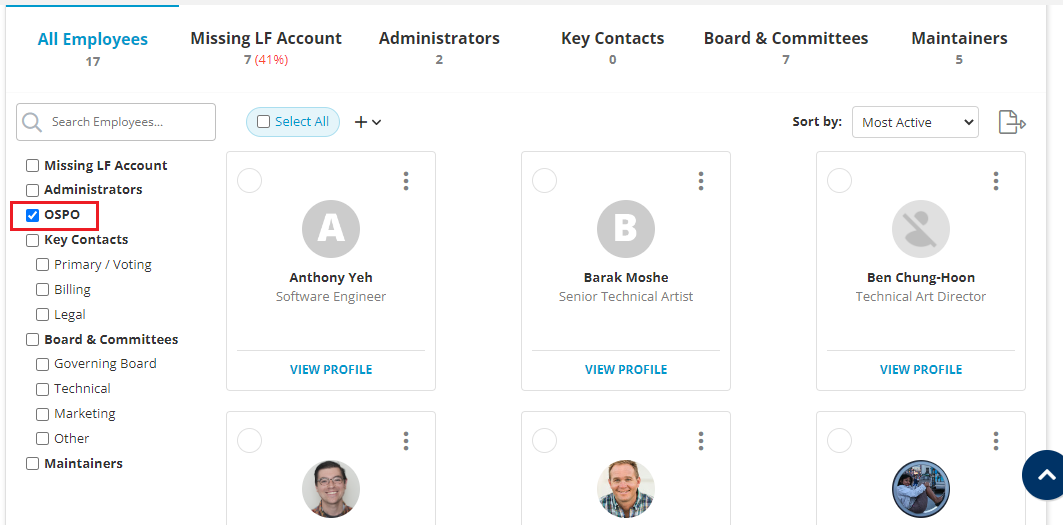 All Employees
17
Missing LF Account
7 (41%)
Administrators
2
Key Contacts
0
Board & Committees
7
Maintainers
5
Search Employees...
Select All
Sort by:
Most Active
Missing LF Account
Administrators
OSPO
Key Contacts
Primary / Voting
Billing
Legal
Board & Committees
Governing Board
Technical
Marketing
Other
Maintainers
A
Anthony Yeh
Software Engineer
VIEW PROFILE
B
Barak Moshe
Senior Technical Artist
VIEW PROFILE
Ben Chung-Hoon
Technical Art Director
VIEW PROFILE